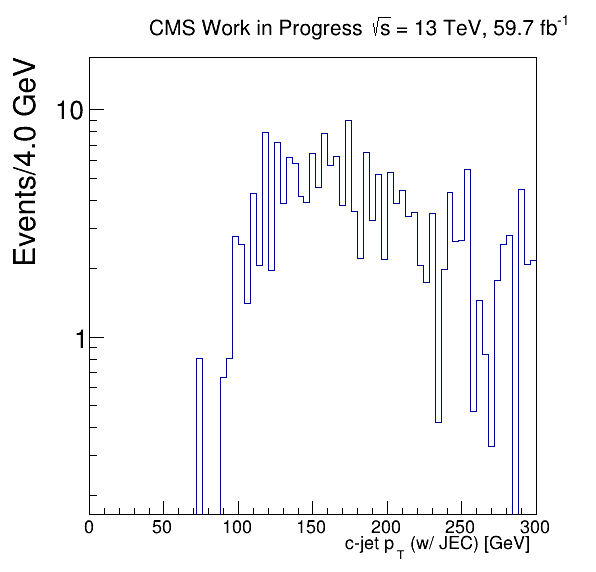 CMS Work in Progress √s = 13 TeV, 59.7 fb⁻¹
Events/4.0 GeV
10
1
0 50 100 150 200 250 300
c-jet p_T (w/ JEC) [GeV]